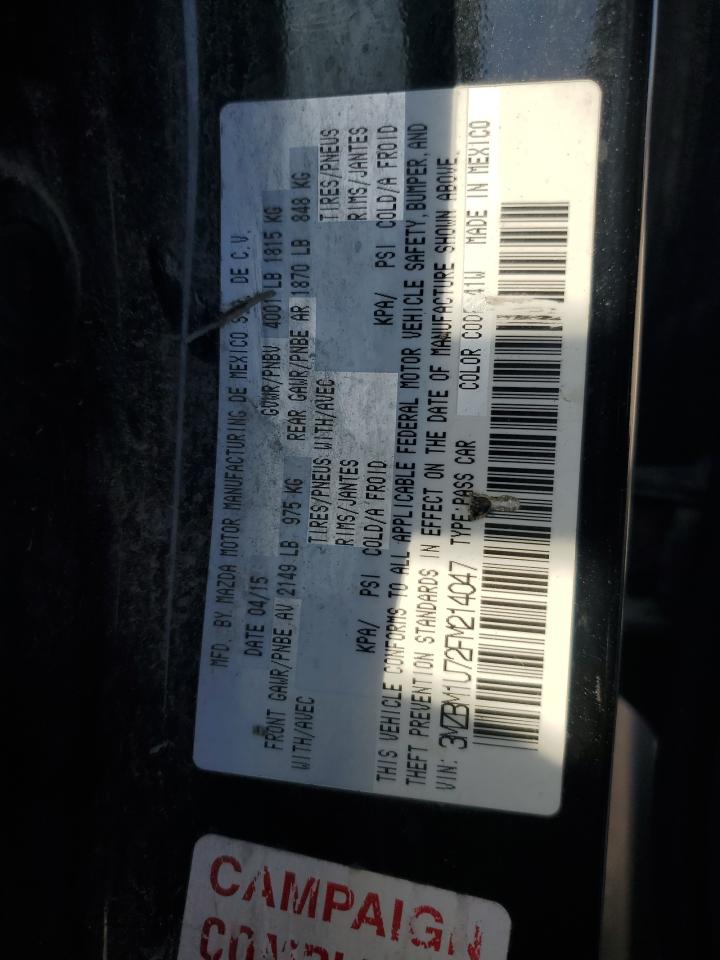 MFD. BY MAZDA MOTOR MANUFACTURING DE MEXICO DE C.V.
DATE 04/15 GVWR/PNBV 4001 LB 1815 KG
FRONT GAWR/PNBE AV 2149 LB 975 KG REAR GAWR/PNBE AR 1870 LB 848 KG
WITH/AVEC TIRES/PNEUS WITH/AVEC TIRES/PNEUS
RIMS/JANTES RIMS/JANTES
KPA/ PSI COLD/A FROID KPA/ PSI COLD/A FROID
THIS VEHICLE CONFORMS TO ALL APPLICABLE FEDERAL MOTOR VEHICLE SAFETY, BUMPER, AND
THEFT PREVENTION STANDARDS IN EFFECT ON THE DATE OF MANUFACTURE SHOWN ABOVE.
VIN: 3MZBM1U72FM214047 TYPE:PASS CAR COLOR 41W MADE IN MEXICO
CAMPAIGN